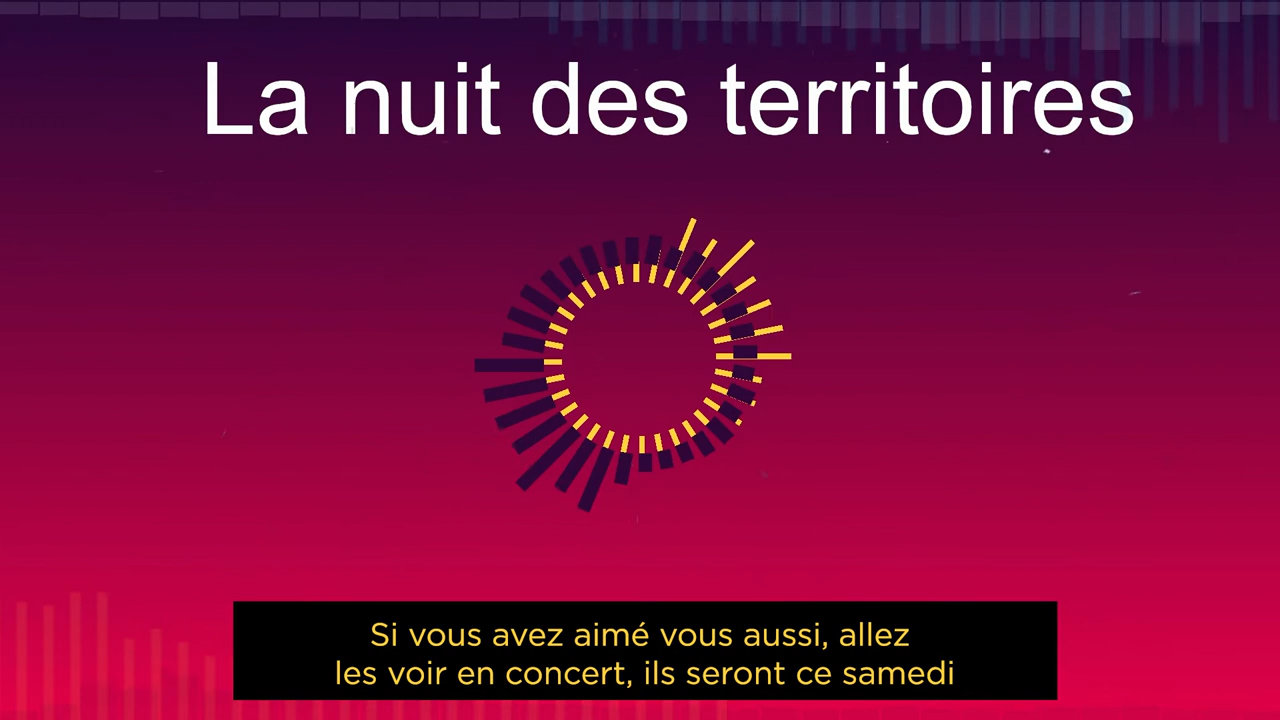 La nuit des territoires
Si vous avez aimé vous aussi, allez
les voir en concert, ils seront ce samedi